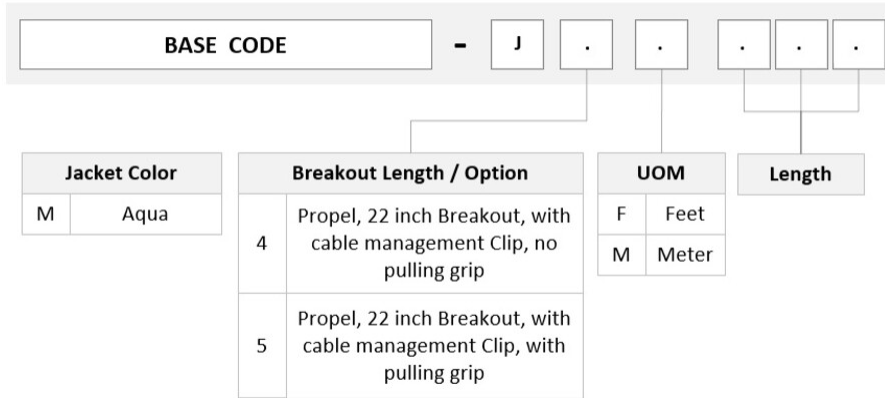 BASE CODE - J . . . . .
Jacket Color
M Aqua
Breakout Length / Option
4 Propel, 22 inch Breakout, with
cable management Clip, no
pulling grip
5 Propel, 22 inch Breakout, with
cable management Clip, with
pulling grip
UOM
F Feet
M Meter
Length